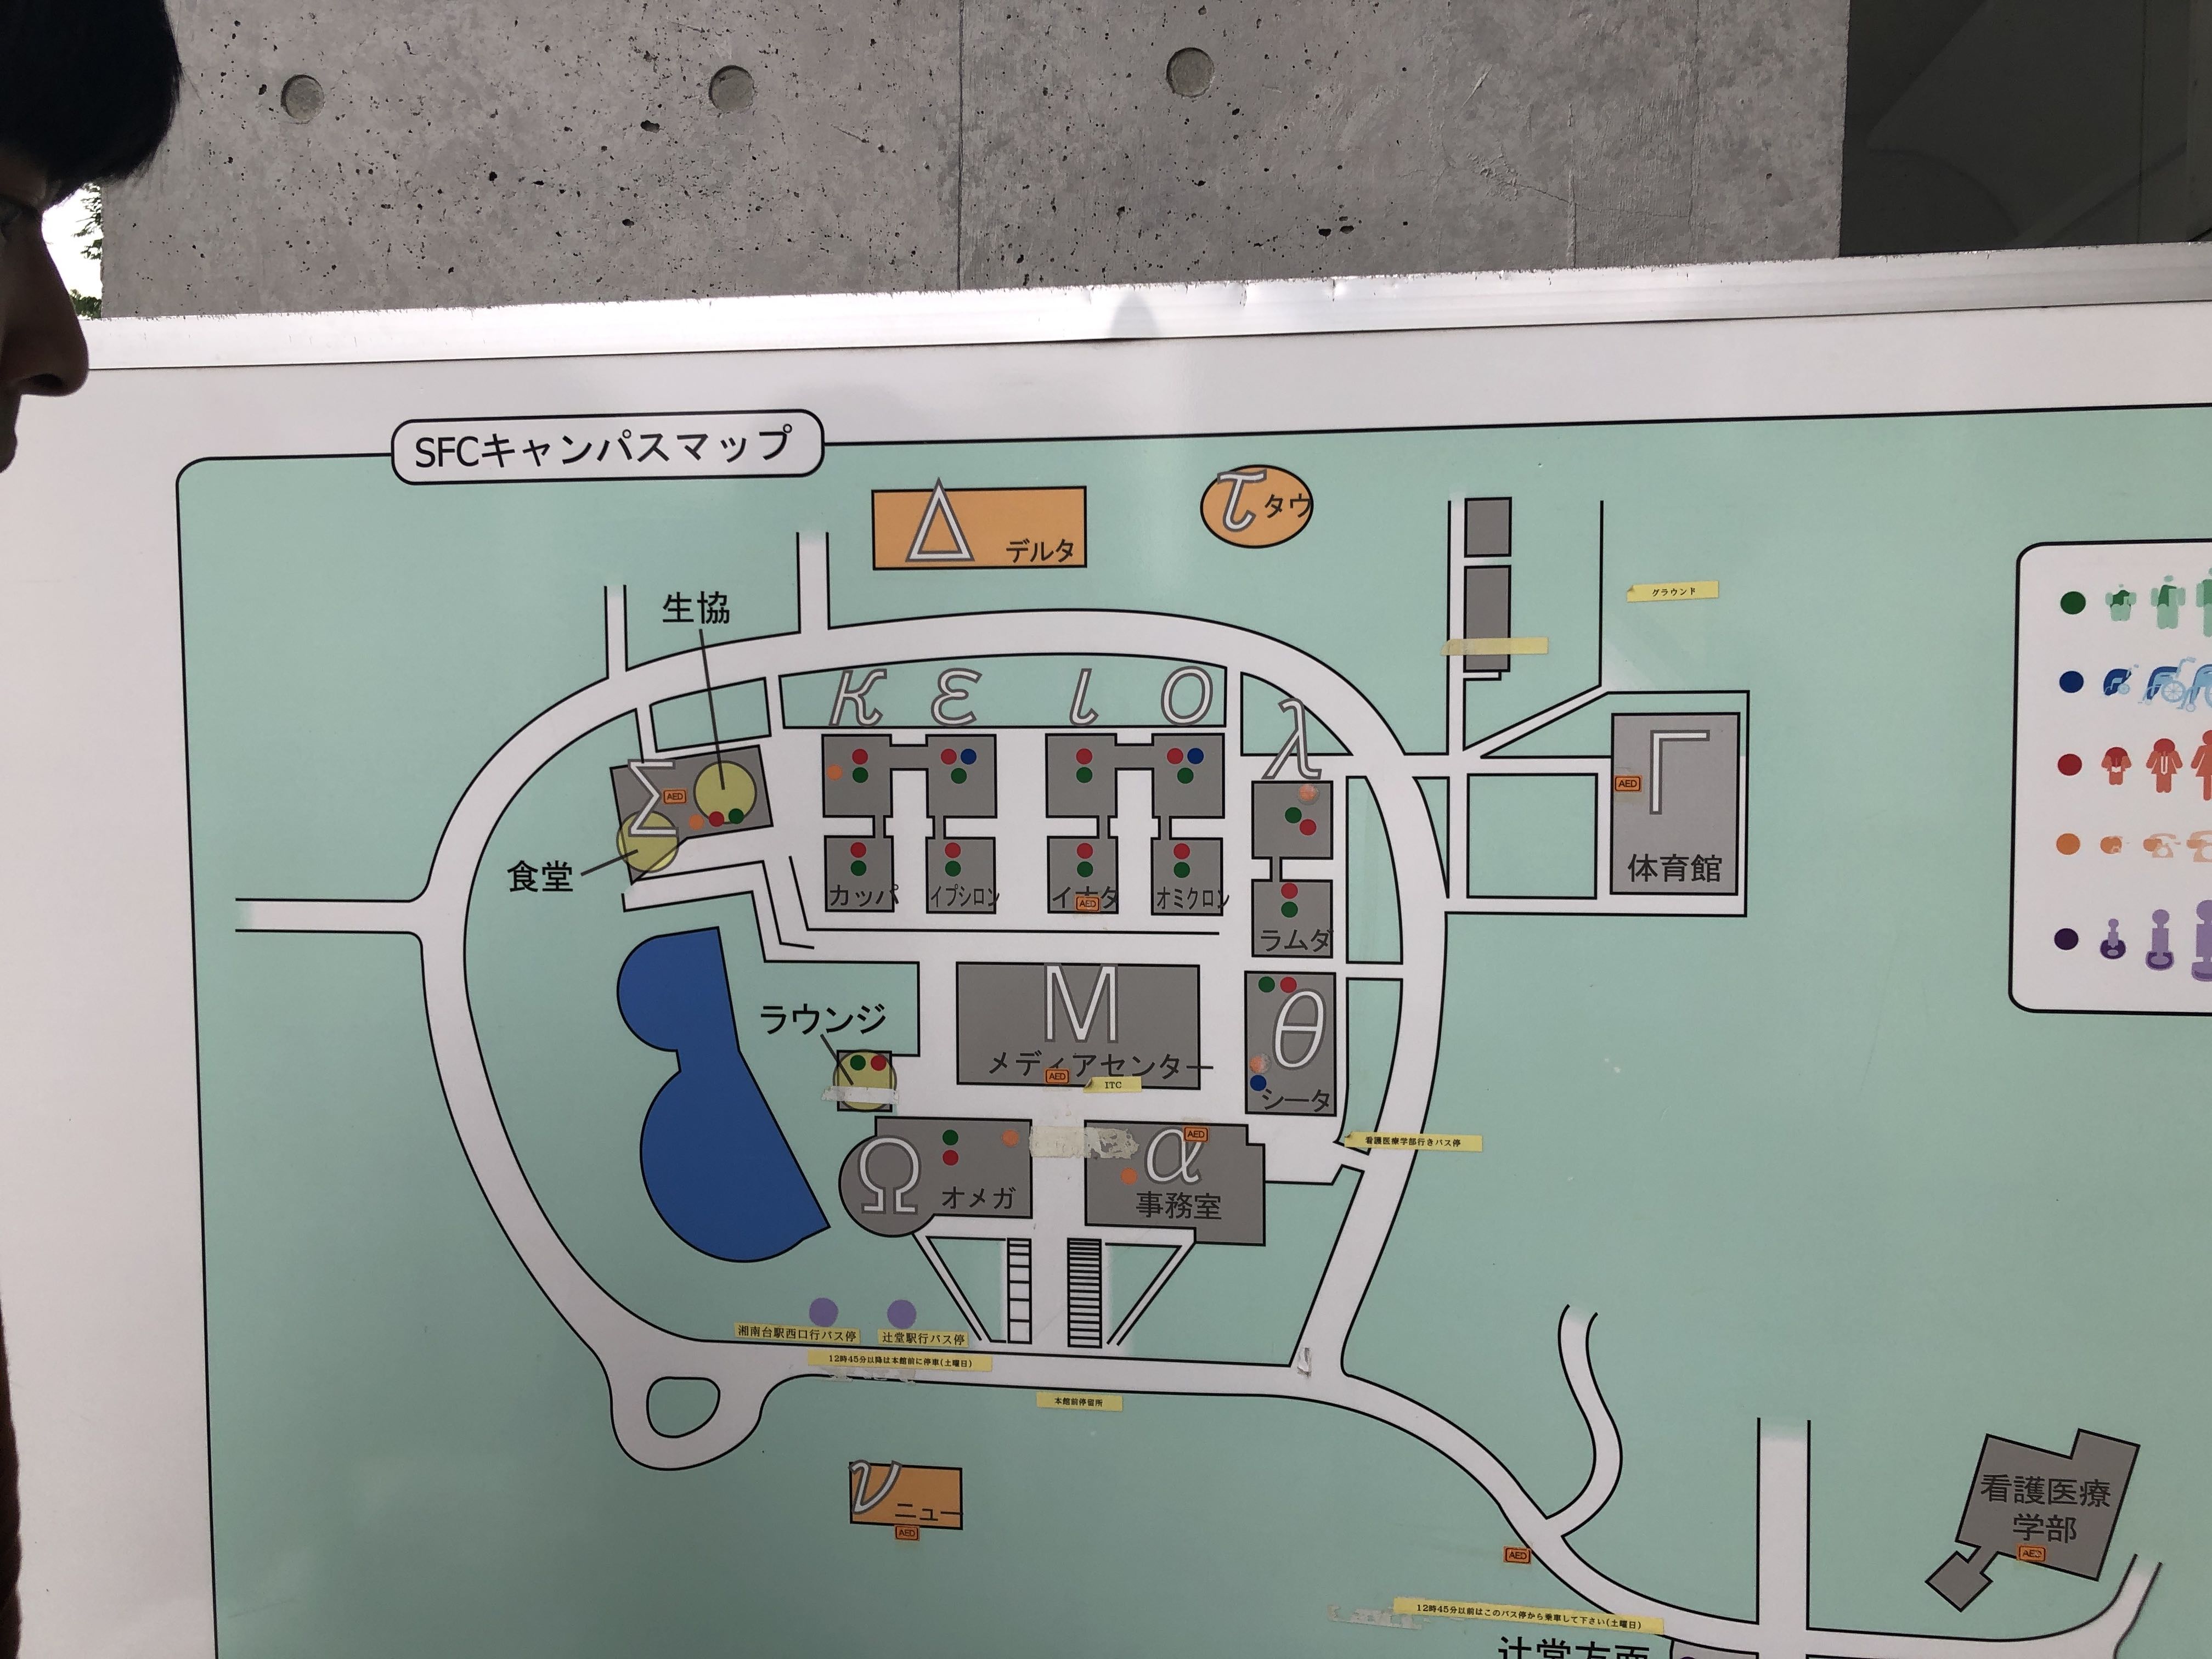 SFCキャンパスマップ
Δ
デルタ
τ タウ
グラウンド
生協
κ ε ι ο
λ
Σ
AED
Γ
AED
体育館
食堂
カッパ
イプシロン
イオタ
AED
オミクロン
ラムダ
M
メディアセンター
AED
ITC
θ
シータ
ラウンジ
Ω
オメガ
α
AED
事務室
看護医療学部行きバス停
湘南台駅西口行バス停
辻堂駅行バス停
12時45分以降は本館前に停車(土曜日)
本館前停留所
ν
ニュー
AED
AED
看護医療
学部
AED
12時45分以前はこのバス停から乗車して下さい(土曜日)
辻堂方面